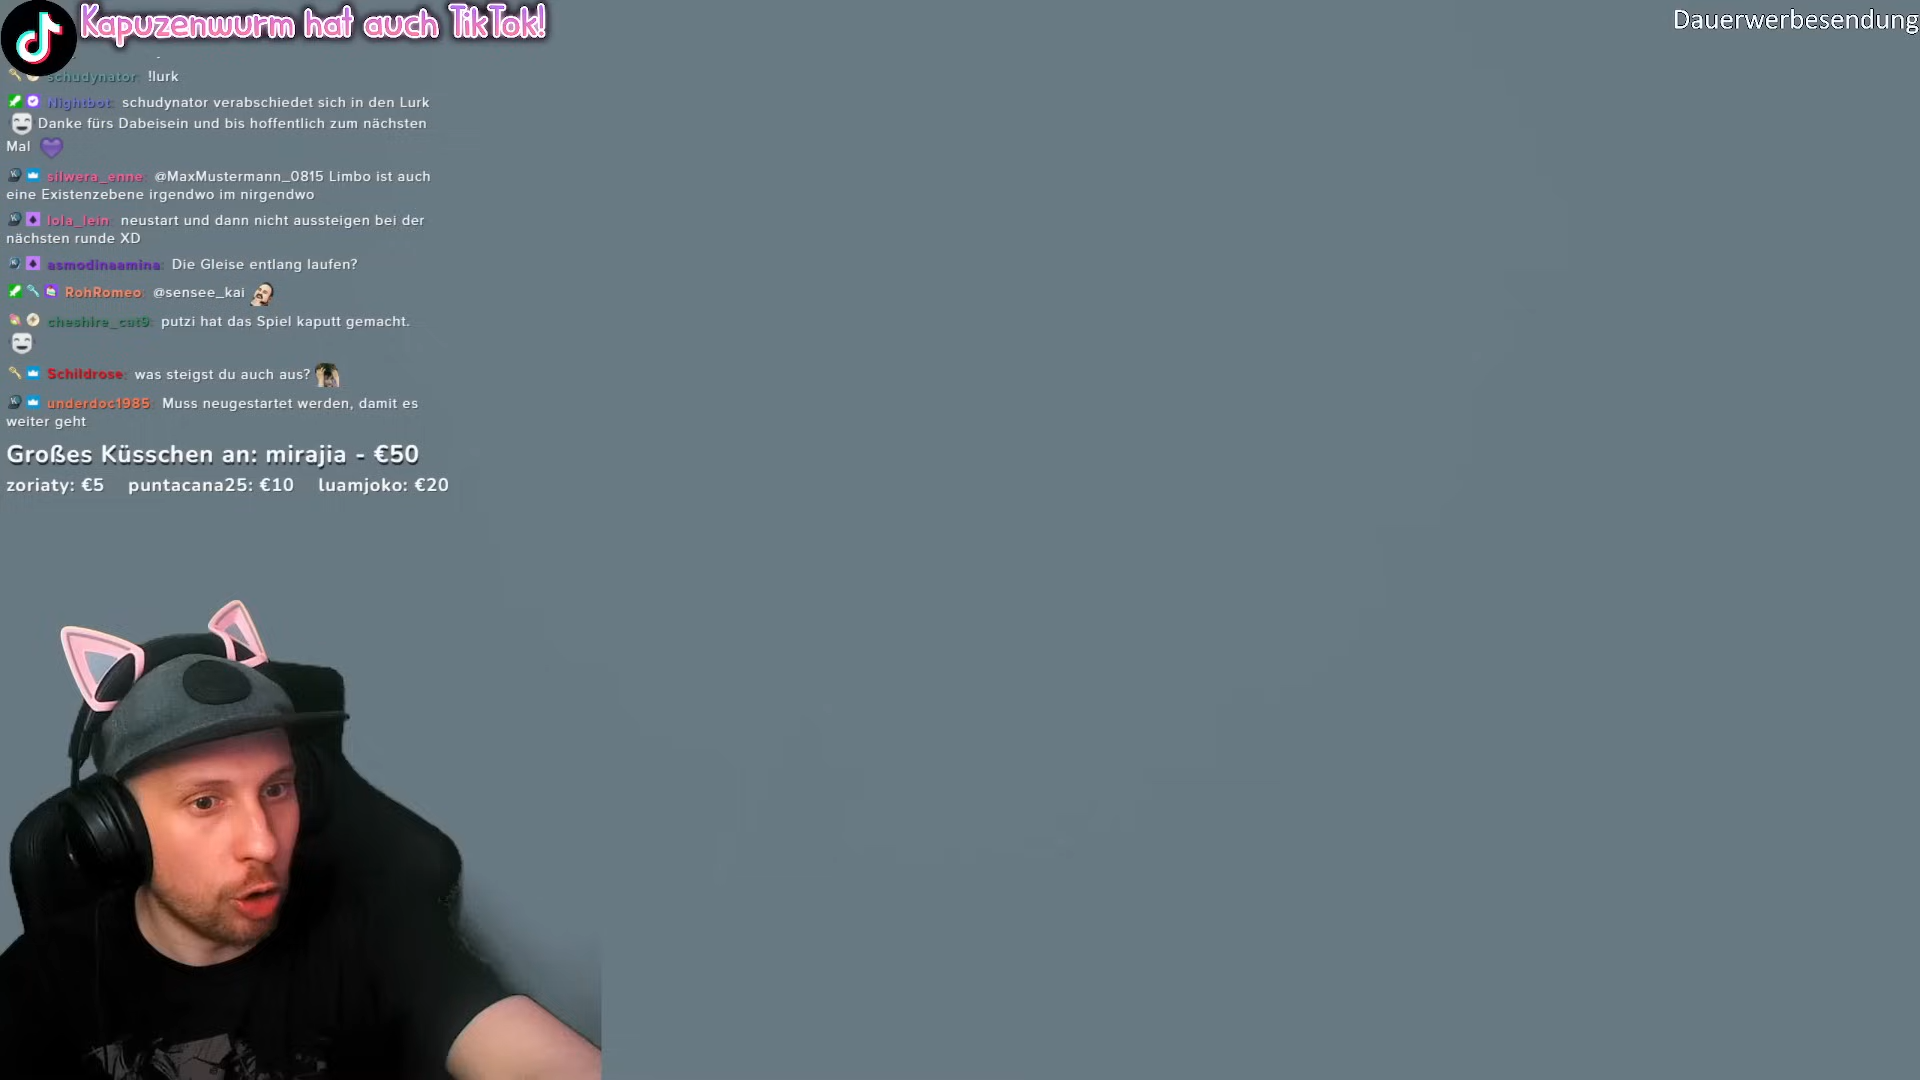 Kapuzenwurm hat auch TikTok!
Dauerwerbesendung
schudynator: !lurk
Nightbot: schudynator verabschiedet sich in den Lurk
Danke fürs Dabeisein und bis hoffentlich zum nächsten
Mal
silwera_enne: @MaxMustermann_0815 Limbo ist auch
eine Existenzebene irgendwo im nirgendwo
lola_lein: neustart und dann nicht aussteigen bei der
nächsten runde XD
asmodinaamina: Die Gleise entlang laufen?
RohRomeo: @sensee_kai
cheshire_cat9: putzi hat das Spiel kaputt gemacht.
Schildrose: was steigst du auch aus?
underdoc1985: Muss neugestartet werden, damit es
weiter geht
Großes Küsschen an: mirajia - €50
zoriaty: €5 puntacana25: €10 luamjoko: €20